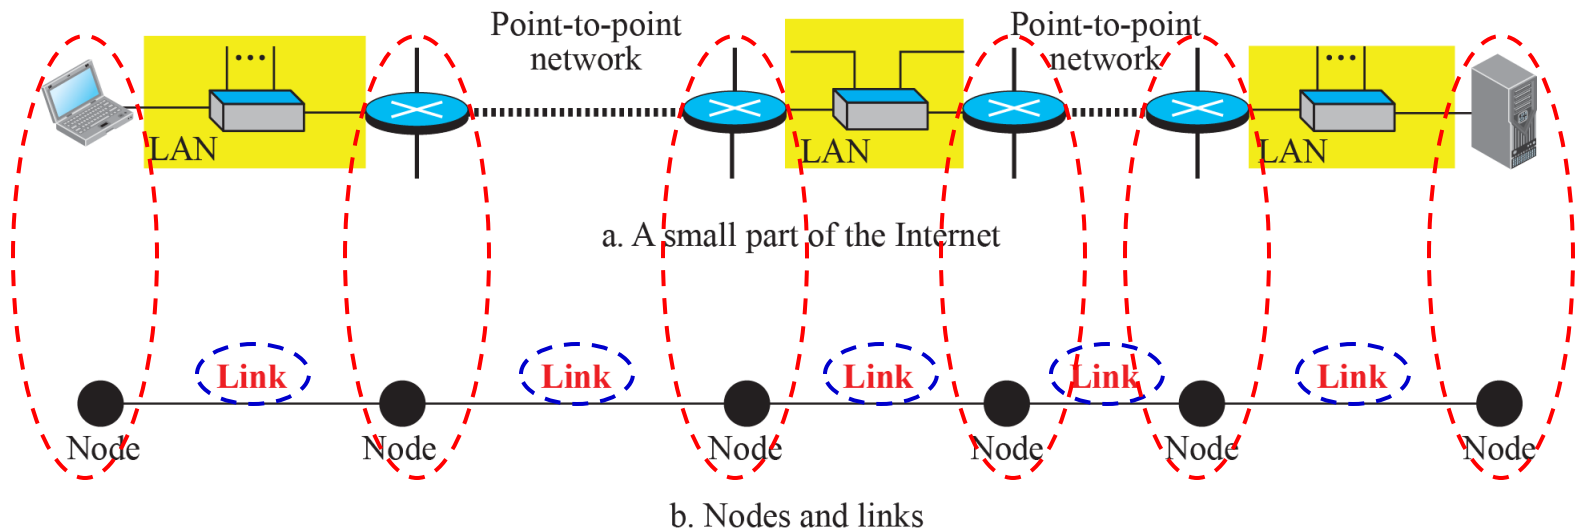 Point-to-point
network
Point-to-point
network
LAN
LAN
LAN
a. A small part of the Internet
Link
Link
Link
Link
Link
Node
Node
Node
Node
Node
Node
b. Nodes and links